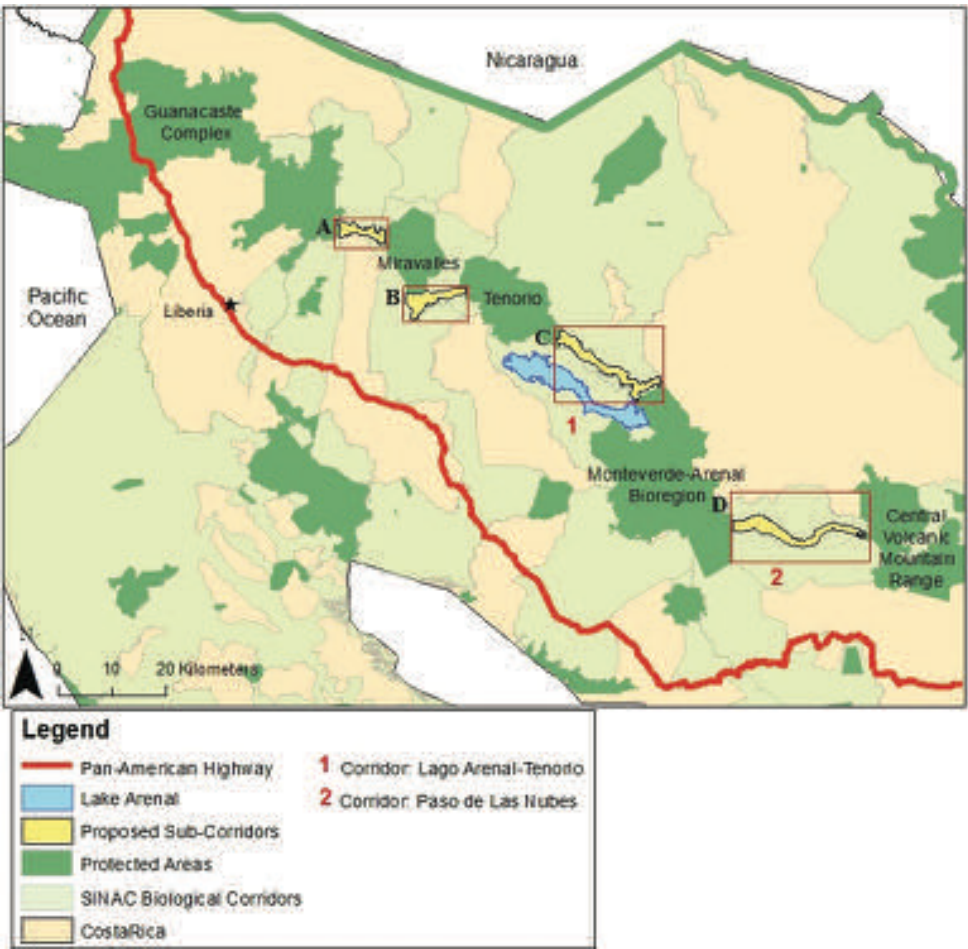 Nicaragua
Guanacaste
Complex
A
Miravalles
Pacific
Ocean
Liberia
B
Tenorio
C
1
Monteverde-Arenal
Bioregion
D
Central
Volcanic
Mountain
Range
2
0 10 20 Kilometers
Legend
Pan-American Highway
Lake Arenal
Proposed Sub-Corridors
Protected Areas
SINAC Biological Corridors
CostaRica
1 Corridor: Lago Arenal-Tenorio
2 Corridor: Paso de Las Nubes